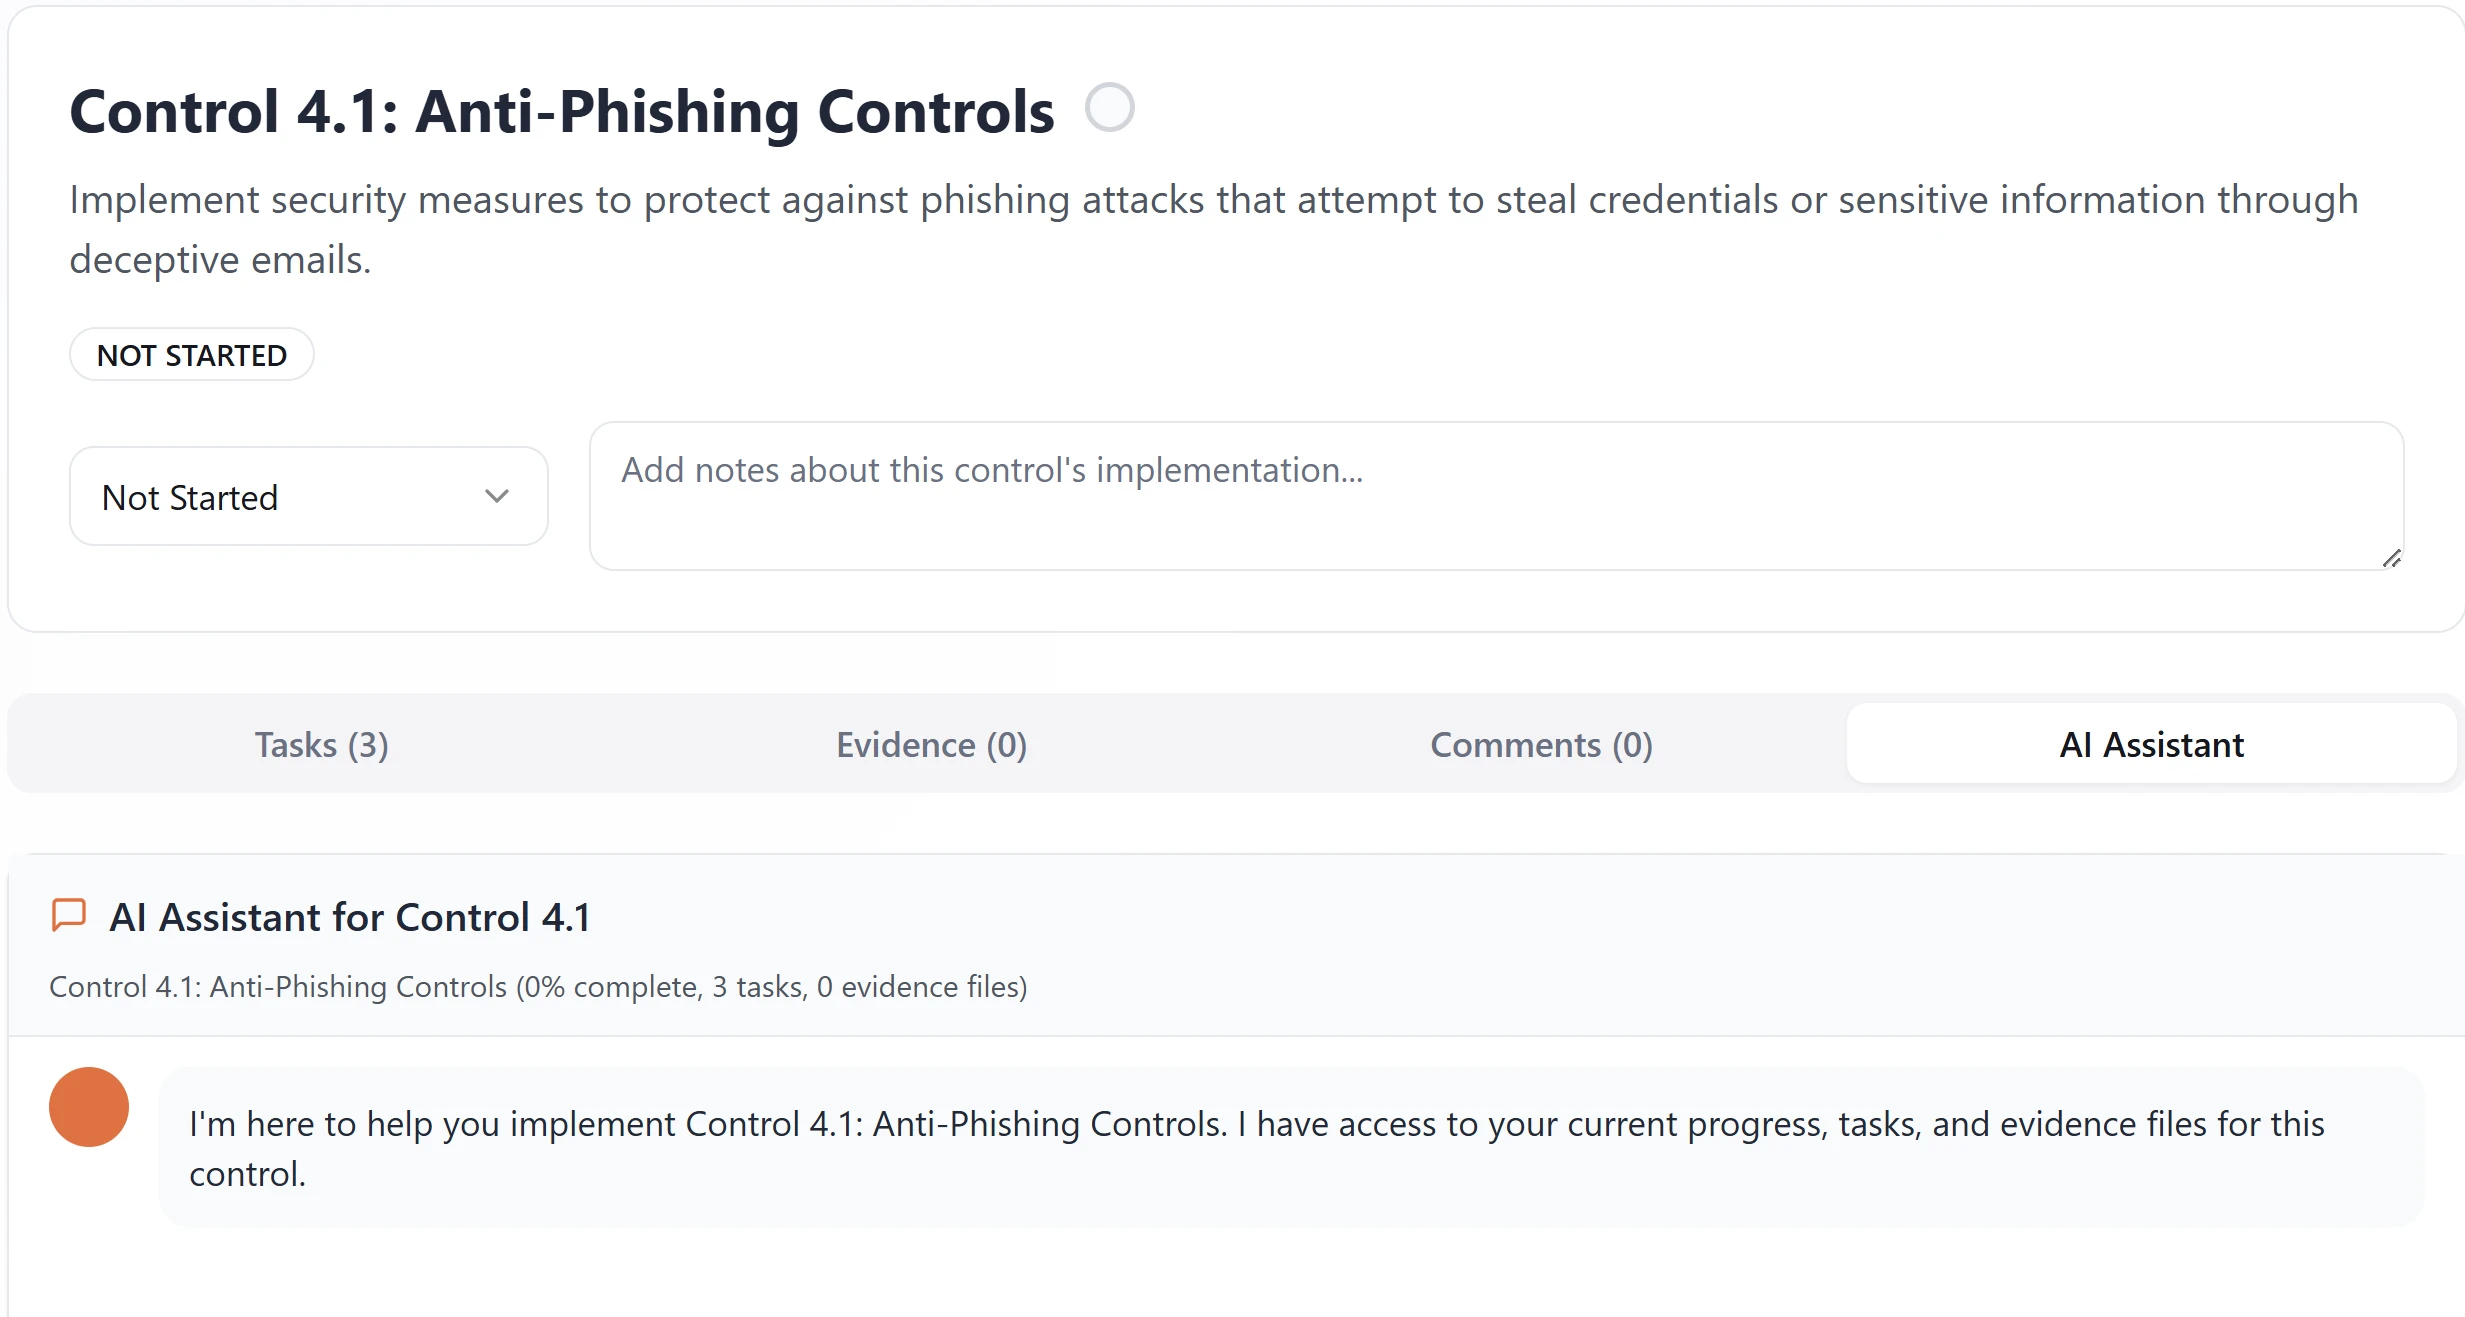 Control 4.1: Anti-Phishing Controls
Implement security measures to protect against phishing attacks that attempt to steal credentials or sensitive information through
deceptive emails.
NOT STARTED
Not Started
Add notes about this control's implementation...
Tasks (3)
Evidence (0)
Comments (0)
AI Assistant
AI Assistant for Control 4.1
Control 4.1: Anti-Phishing Controls (0% complete, 3 tasks, 0 evidence files)
I'm here to help you implement Control 4.1: Anti-Phishing Controls. I have access to your current progress, tasks, and evidence files for this
control.